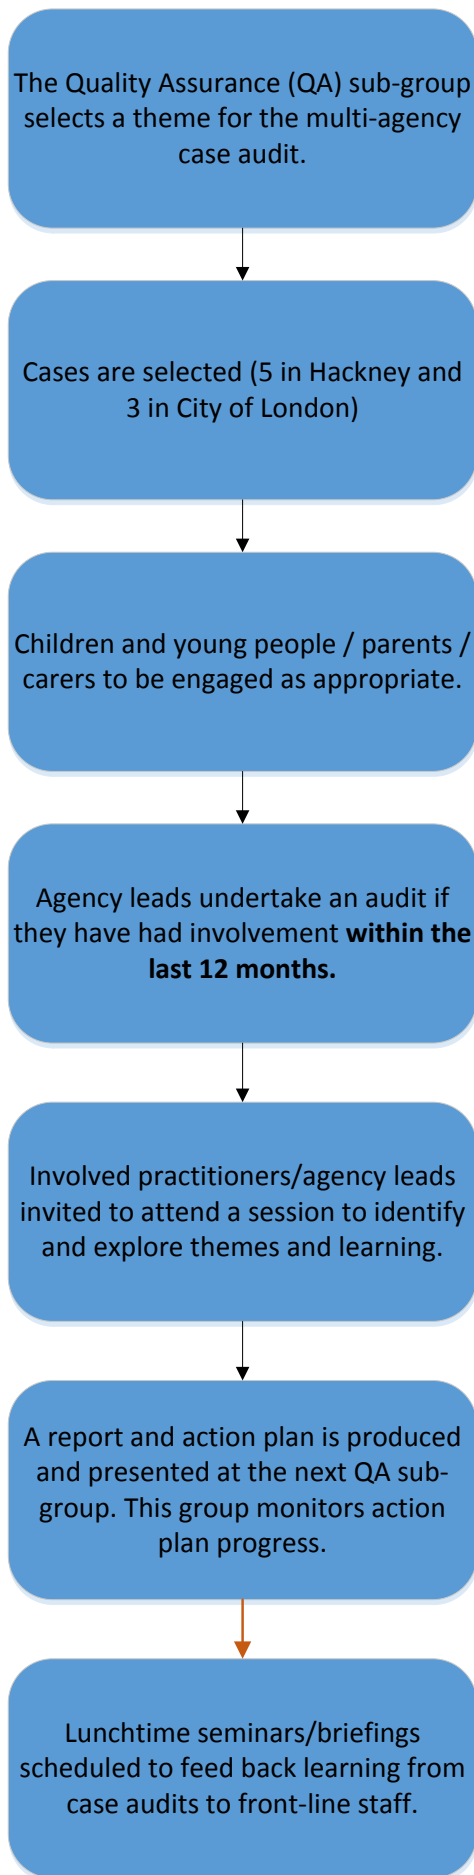 The Quality Assurance (QA) sub-group
selects a theme for the multi-agency
case audit.
Cases are selected (5 in Hackney and
3 in City of London)
Children and young people / parents /
carers to be engaged as appropriate.
Agency leads undertake an audit if
they have had involvement within the
last 12 months.
Involved practitioners/agency leads
invited to attend a session to identify
and explore themes and learning.
A report and action plan is produced
and presented at the next QA sub-
group. This group monitors action
plan progress.
Lunchtime seminars/briefings
scheduled to feed back learning from
case audits to front-line staff.